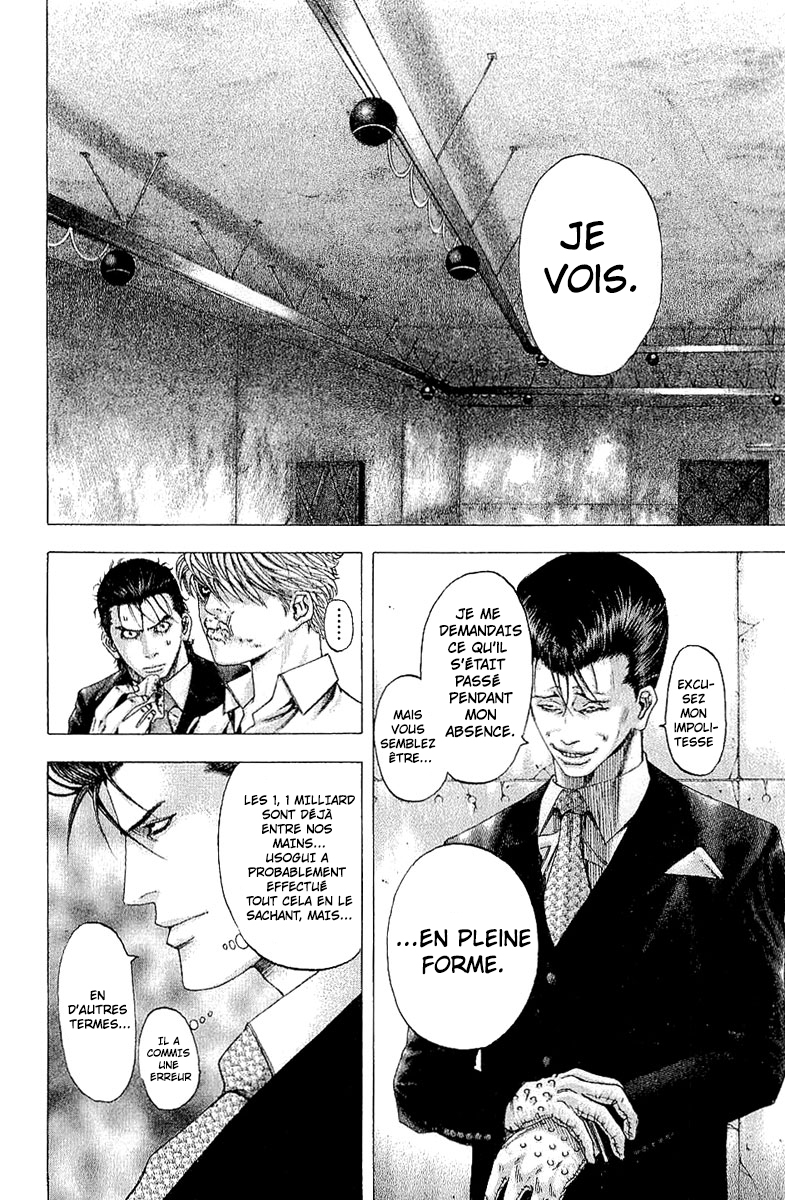 JE
VOIS.
EXCU-
SEZ
MON
IMPOLI-
TESSE
JE ME
DEMANDAIS
CE QU'IL
S'ÉTAIT
PASSÉ
PENDANT
MON
ABSENCE.
MAIS
VOUS
SEMBLEZ
ÊTRE...
...EN PLEINE
FORME.
......
LES 1, 1 MILLIARD
SONT DÉJÀ
ENTRE NOS
MAINS...
USOGUI A
PROBABLEMENT
EFFECTUÉ
TOUT CELA EN LE
SACHANT, MAIS...
IL A
COMMIS
UNE
ERREUR
EN
D'AUTRES
TERMES...